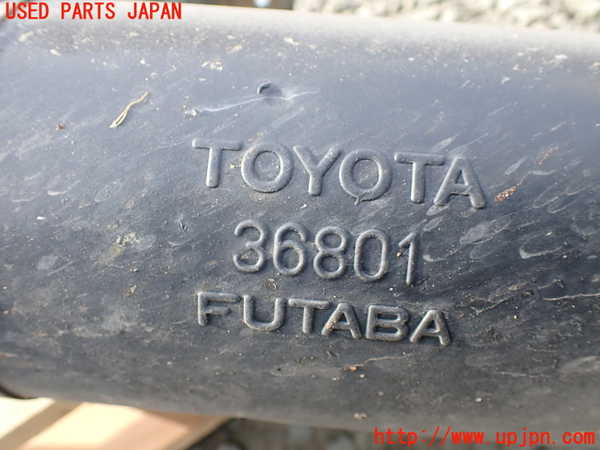 USED PARTS JAPAN
TOYOTA
36801
FUTABA
http://www.upjpn.com/